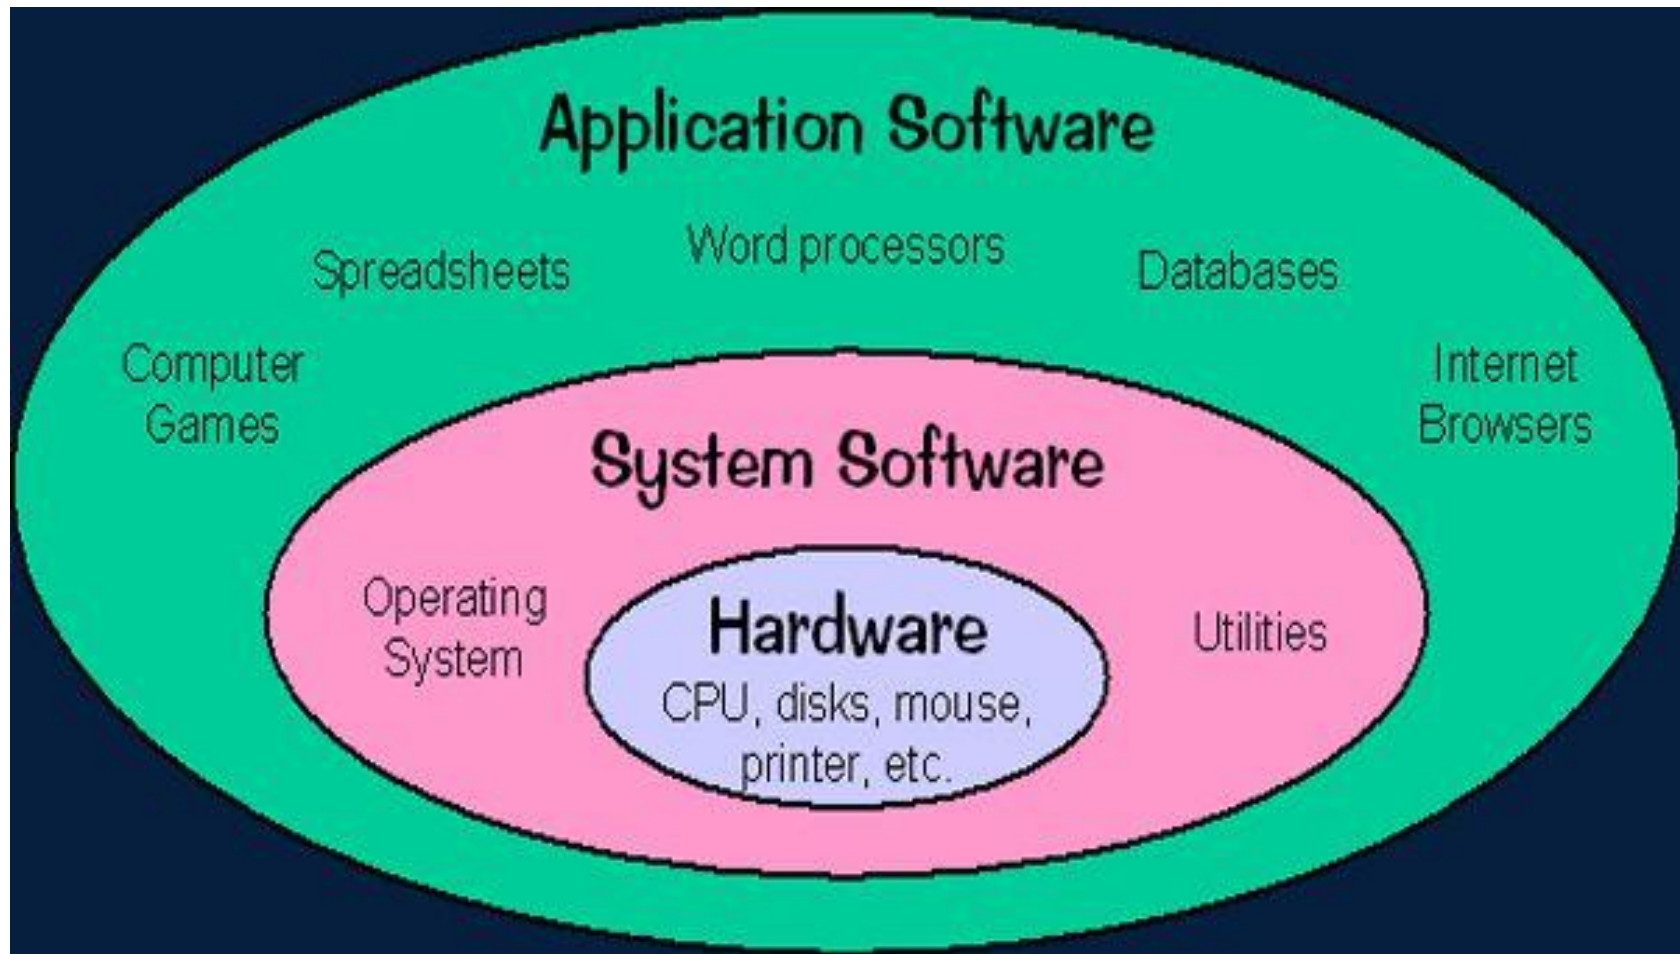 Application Software
Spreadsheets
Word processors
Databases
Computer
Games
Internet
Browsers
System Software
Operating
System
Hardware
CPU, disks, mouse,
printer, etc.
Utilities